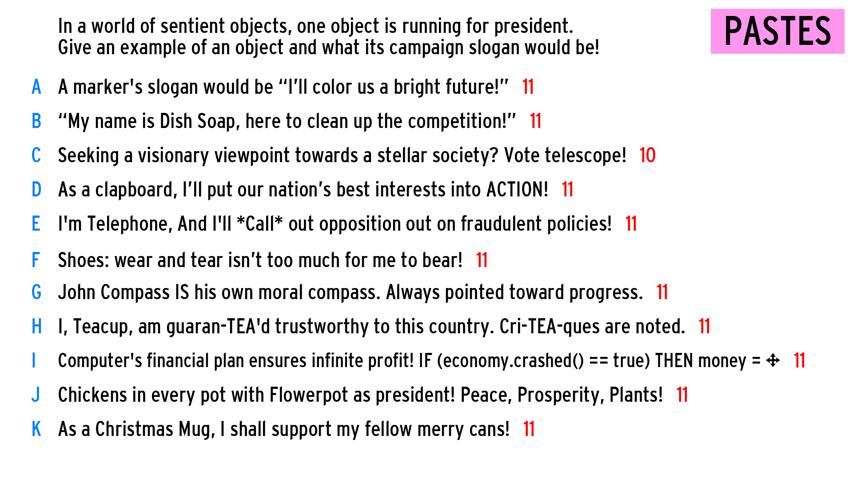 In a world of sentient objects, one object is running for president.
Give an example of an object and what its campaign slogan would be!
PASTES
A A marker's slogan would be “I’ll color us a bright future!” 11
B “My name is Dish Soap, here to clean up the competition!” 11
C Seeking a visionary viewpoint towards a stellar society? Vote telescope! 10
D As a clapboard, I’ll put our nation’s best interests into ACTION! 11
E I'm Telephone, And I'll *Call* out opposition out on fraudulent policies! 11
F Shoes: wear and tear isn’t too much for me to bear! 11
G John Compass IS his own moral compass. Always pointed toward progress. 11
H I, Teacup, am guaran-TEA'd trustworthy to this country. Cri-TEA-ques are noted. 11
I Computer's financial plan ensures infinite profit! IF (economy.crashed() == true) THEN money = ✢ 11
J Chickens in every pot with Flowerpot as president! Peace, Prosperity, Plants! 11
K As a Christmas Mug, I shall support my fellow merry cans! 11